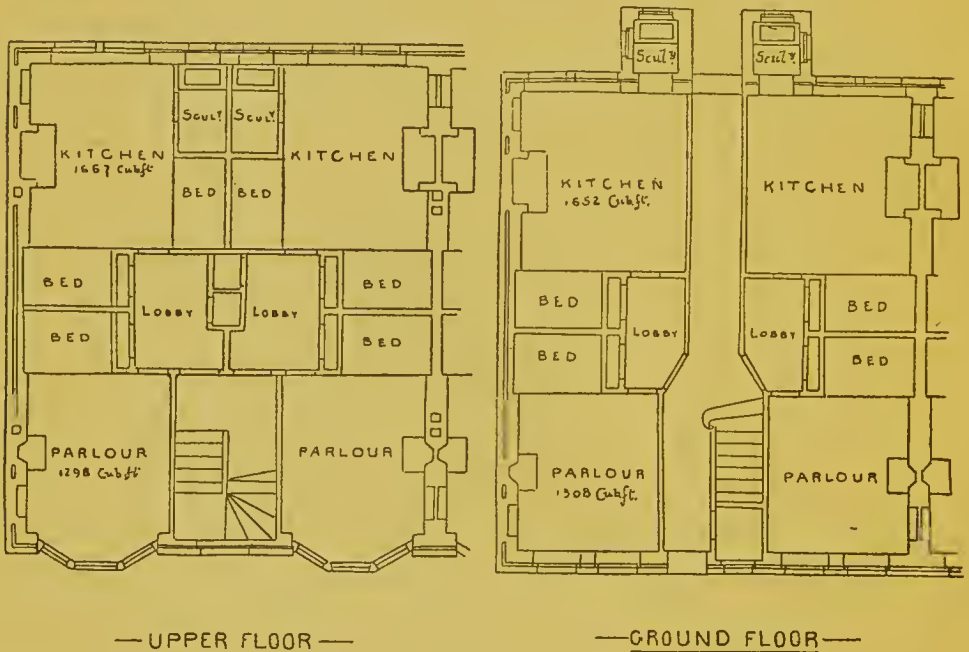 SCULY.
SCULY.
KITCHEN
1667 Cub.ft
KITCHEN
BED
BED
BED
LOBBY
LOBBY
BED
BED
BED
PARLOUR
1298 Cub.ft
PARLOUR
UPPER FLOOR
Sculy.
Sculy.
KITCHEN
1652 Cub.ft.
KITCHEN
BED
BED
LOBBY
LOBBY
BED
BED
PARLOUR
1308 Cub.ft.
PARLOUR
GROUND FLOOR